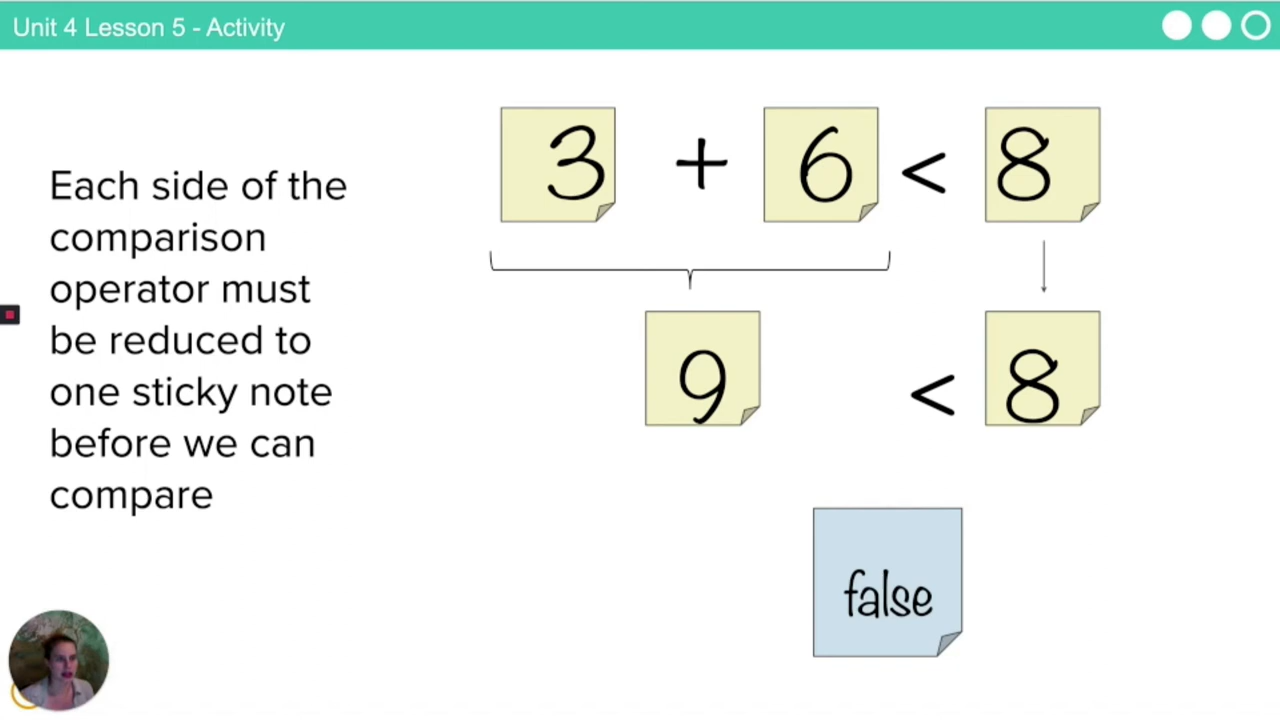 Unit 4 Lesson 5 - Activity
Each side of the
comparison
operator must
be reduced to
one sticky note
before we can
compare
3 + 6 < 8
9 < 8
false